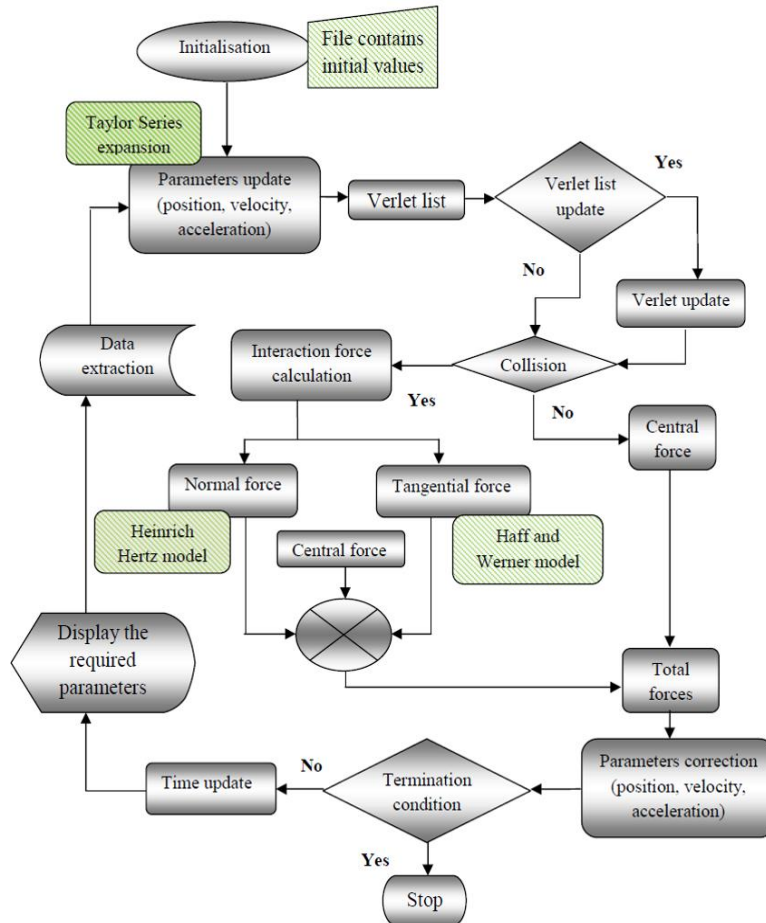 Initialisation
File contains
initial values
Taylor Series
expansion
Parameters update
(position, velocity,
acceleration)
Verlet list
Verlet list
update
Yes
No
Verlet update
Data
extraction
Interaction force
calculation
Collision
Yes
No
Central
force
Normal force
Tangential force
Heinrich
Hertz model
Central force
Haff and
Werner model
Display the
required
parameters
Total
forces
Time update
No
Termination
condition
Parameters correction
(position, velocity,
acceleration)
Yes
Stop